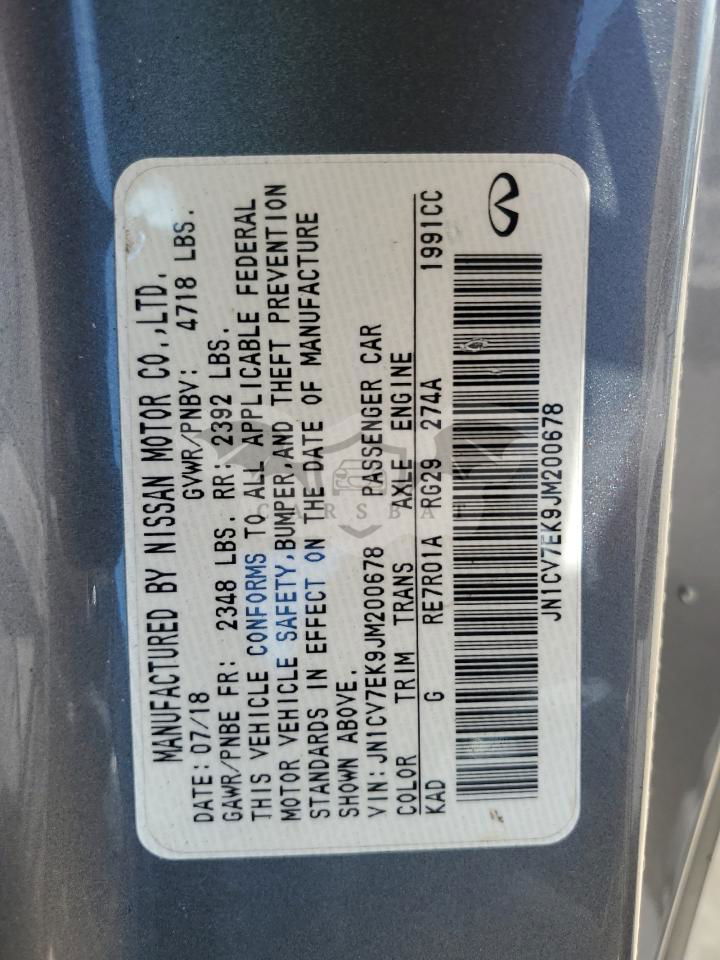 MANUFACTURED BY NISSAN MOTOR CO.,LTD.
DATE: 07/18 GVWR/PNBV: 4718 LBS.
GAWR/PNBE FR: 2348 LBS. RR: 2392 LBS.
THIS VEHICLE CONFORMS TO ALL APPLICABLE FEDERAL
MOTOR VEHICLE SAFETY,BUMPER,AND THEFT PREVENTION
STANDARDS IN EFFECT ON THE DATE OF MANUFACTURE
SHOWN ABOVE.
VIN:JN1CV7EK9JM200678 PASSENGER CAR
COLOR TRIM TRANS AXLE ENGINE
KAD G RE7R01A RG29 274A 1991CC
JN1CV7EK9JM200678
CARSBAT